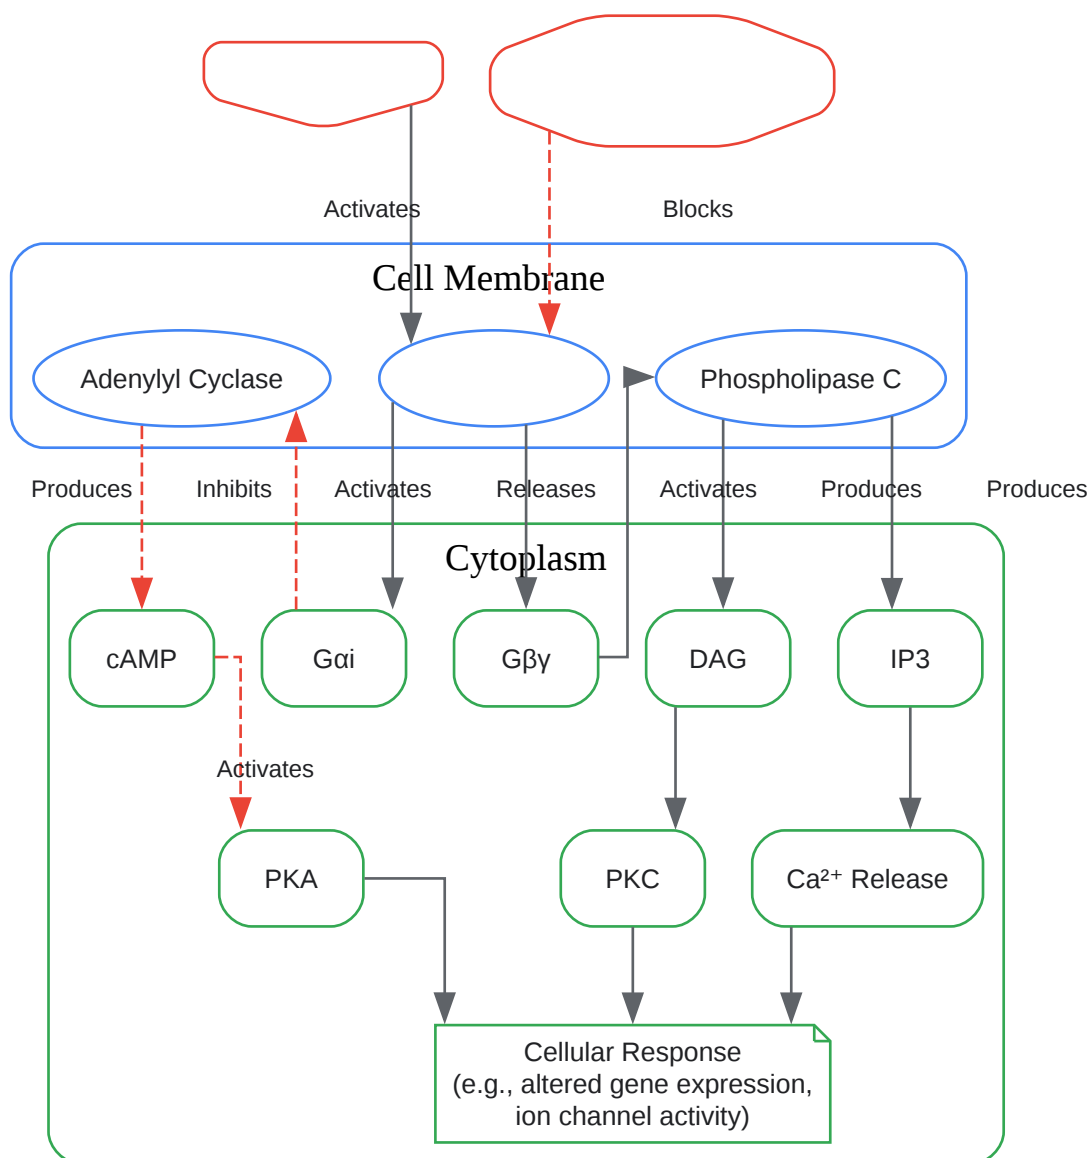 Activates
Blocks
Cell Membrane
Adenylyl Cyclase
Phospholipase C
Produces
Inhibits
Activates
Releases
Activates
Produces
Produces
Cytoplasm
cAMP
Gαi
Gβγ
DAG
IP3
Activates
PKA
PKC
Ca²⁺ Release
Cellular Response
(e.g., altered gene expression,
ion channel activity)